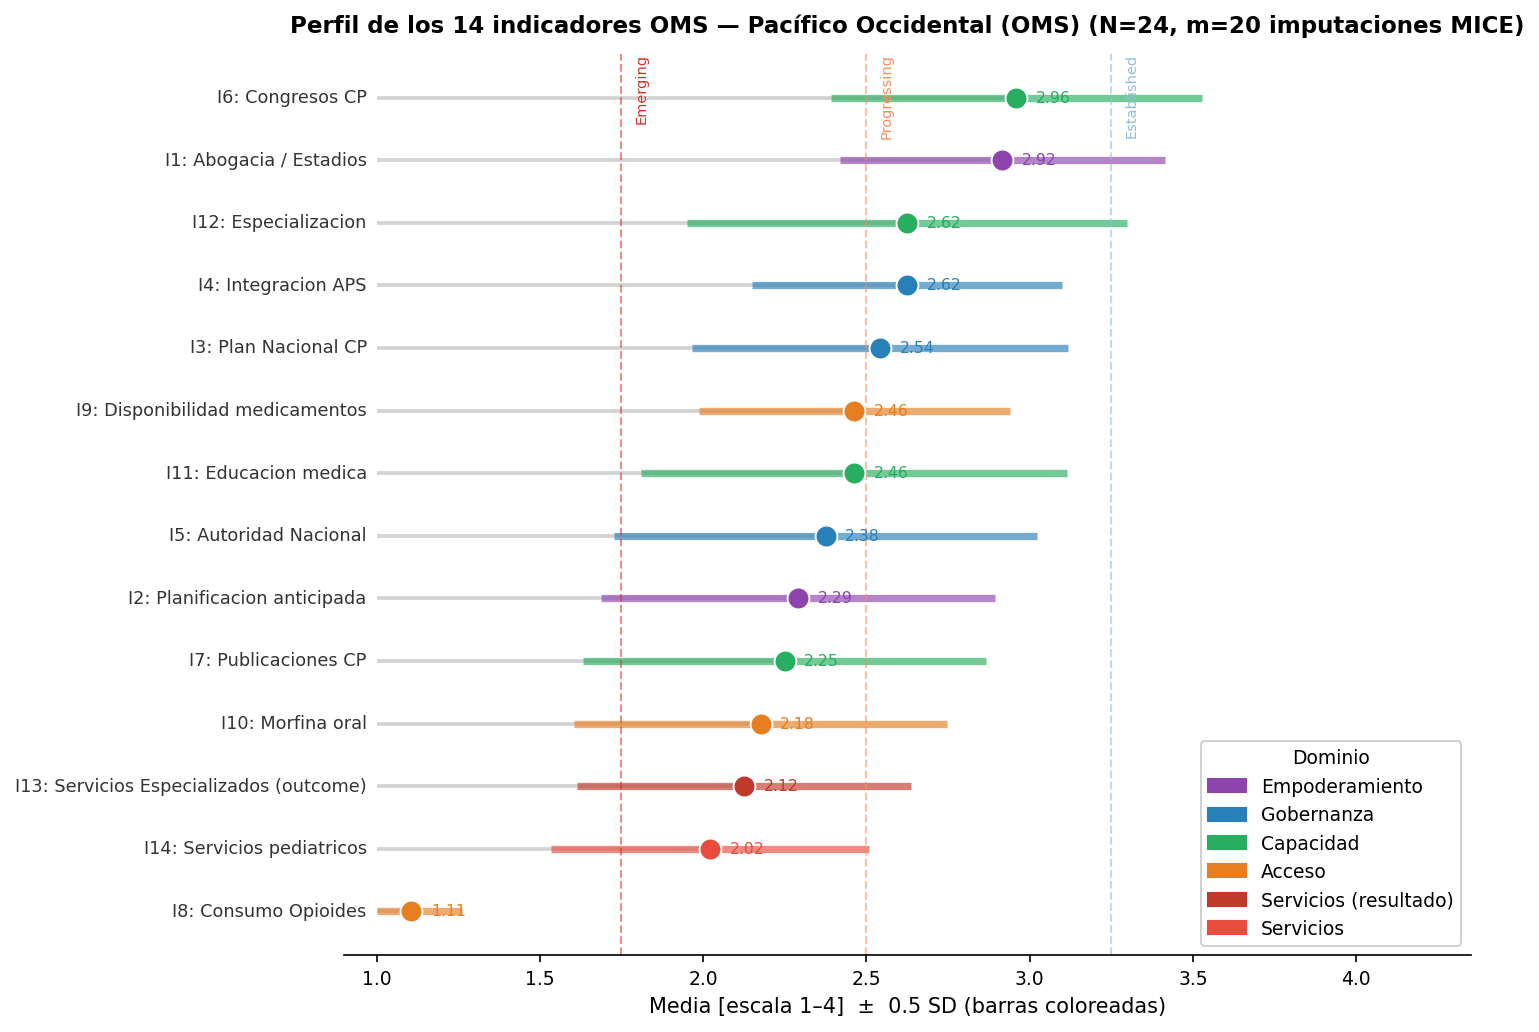 Perfil de los 14 indicadores OMS — Pacífico Occidental (OMS) (N=24, m=20 imputaciones MICE)
Emerging
Progressing
Established
I6: Congresos CP
2.96
I1: Abogacia / Estadios
2.92
I12: Especializacion
2.62
I4: Integracion APS
2.62
I3: Plan Nacional CP
2.54
I9: Disponibilidad medicamentos
2.46
I11: Educacion medica
2.46
I5: Autoridad Nacional
2.38
I2: Planificacion anticipada
2.29
I7: Publicaciones CP
2.25
I10: Morfina oral
2.18
I13: Servicios Especializados (outcome)
2.12
I14: Servicios pediatricos
2.02
I8: Consumo Opioides
1.11
Dominio
Empoderamiento
Gobernanza
Capacidad
Acceso
Servicios (resultado)
Servicios
1.0 1.5 2.0 2.5 3.0 3.5 4.0
Media [escala 1–4] ± 0.5 SD (barras coloreadas)